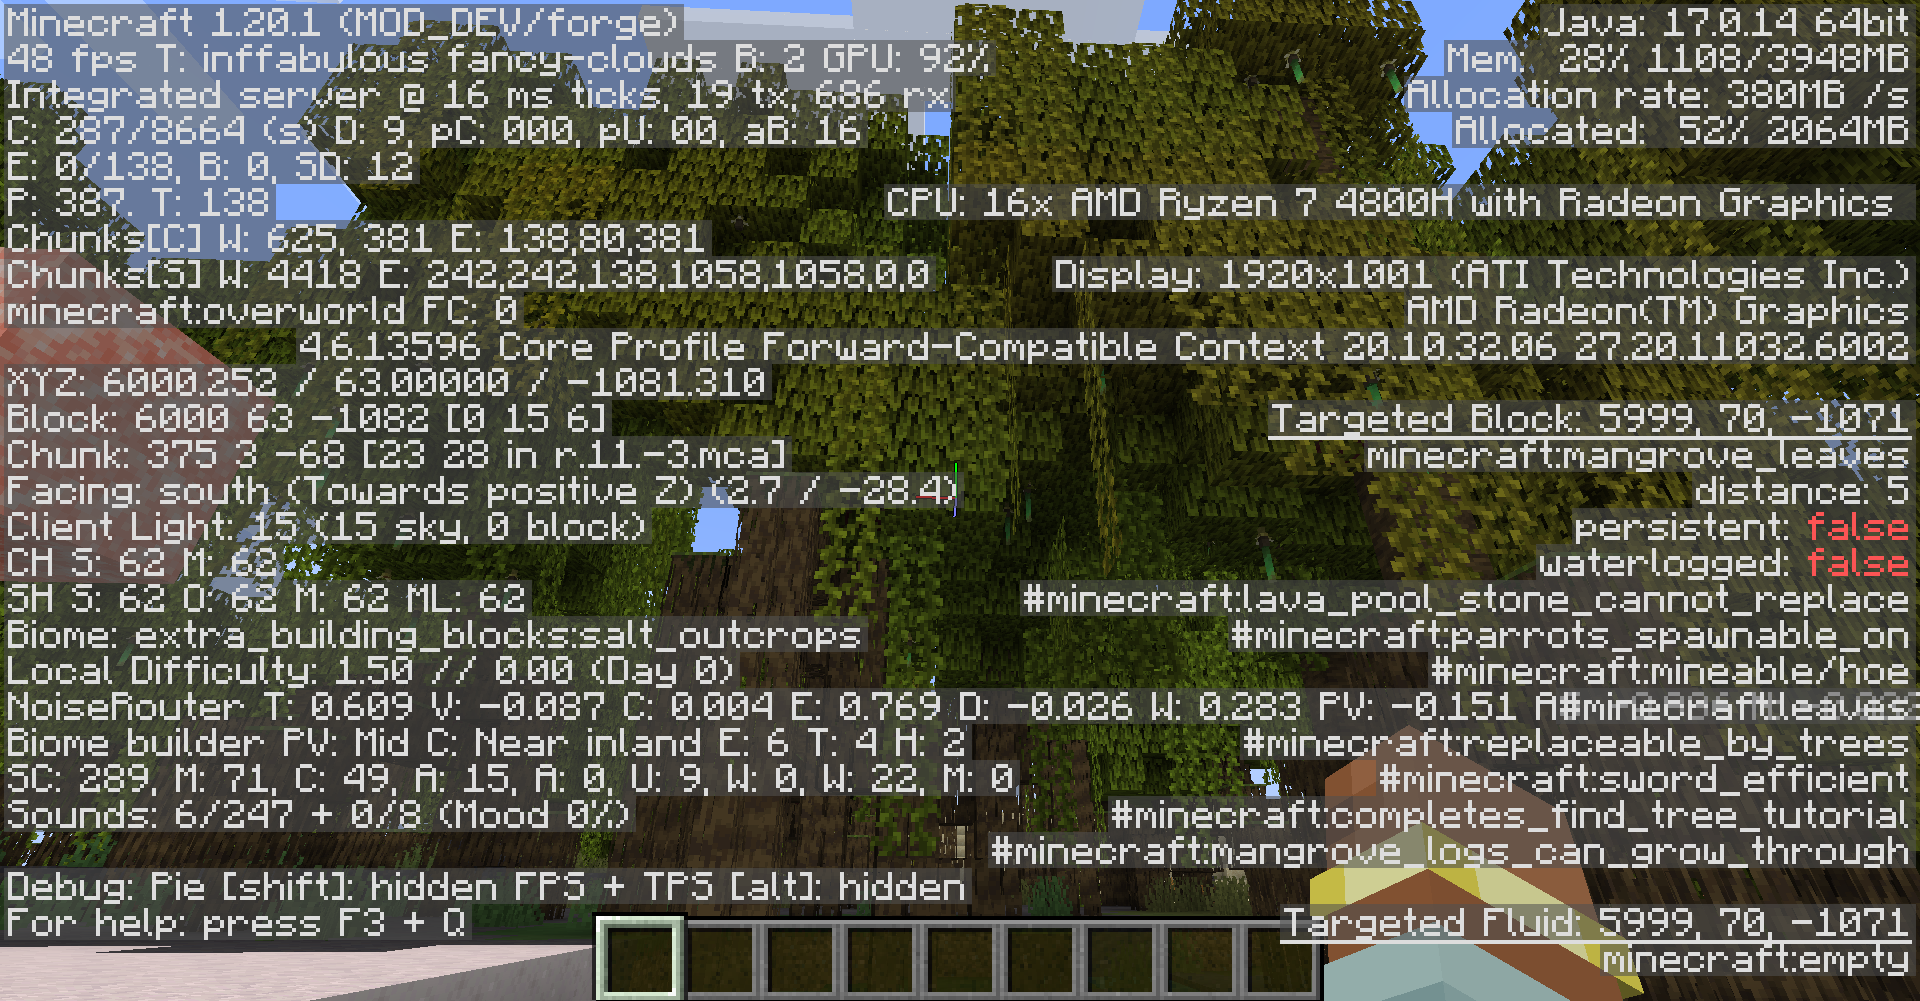 Minecraft 1.20.1 (MOD_DEV/forge)
48 fps T: inffabulous fancy-clouds B: 2 GPU: 92%
Integrated server @ 16 ms ticks, 19 tx, 686 rx
C: 287/8664 (s) D: 9, pC: 000, pU: 00, aB: 16
E: 0/138, B: 0, SD: 12
P: 387. T: 138
Chunks[C] W: 625, 381 E: 138,80,381
Chunks[S] W: 4418 E: 242,242,138,1058,1058,0,0
minecraft:overworld FC: 0
XYZ: 6000.252 / 63.00000 / -1081.310
Block: 6000 63 -1082 [0 15 6]
Chunk: 375 3 -68 [23 28 in r.11.-3.mca]
Facing: south (Towards positive Z) (2.7 / -28.4)
Client Light: 15 (15 sky, 0 block)
CH S: 62 M: 62
SH S: 62 O: 62 M: 62 ML: 62
Biome: extra_building_blocks:salt_outcrops
Local Difficulty: 1.50 // 0.00 (Day 0)
NoiseRouter T: 0.609 V: -0.087 C: 0.004 E: 0.769 D: -0.026 W: 0.283 PV: -0.151 A
Biome builder PV: Mid C: Near inland E: 6 T: 4 H: 2
SC: 289, M: 71, C: 49, A: 15, A: 0, U: 9, W: 0, W: 22, M: 0
Sounds: 6/247 + 0/8 (Mood 0%)
Debug: Pie [shift]: hidden FPS + TPS [alt]: hidden
For help: press F3 + Q
Java: 17.0.14 64bit
Mem: 28% 1108/3948MB
Allocation rate: 380MB /s
Allocated: 52% 2064MB
CPU: 16x AMD Ryzen 7 4800H with Radeon Graphics
Display: 1920x1001 (ATI Technologies Inc.)
AMD Radeon(TM) Graphics
4.6.13596 Core Profile Forward-Compatible Context 20.10.32.06 27.20.11032.6002
Targeted Block: 5999, 70, -1071
minecraft:mangrove_leaves
distance: 5
persistent: false
waterlogged: false
#minecraft:lava_pool_stone_cannot_replace
#minecraft:parrots_spawnable_on
#minecraft:mineable/hoe
#minecraft:leaves
#minecraft:replaceable_by_trees
#minecraft:sword_efficient
#minecraft:completes_find_tree_tutorial
#minecraft:mangrove_logs_can_grow_through
Targeted Fluid: 5999, 70, -1071
minecraft:empty